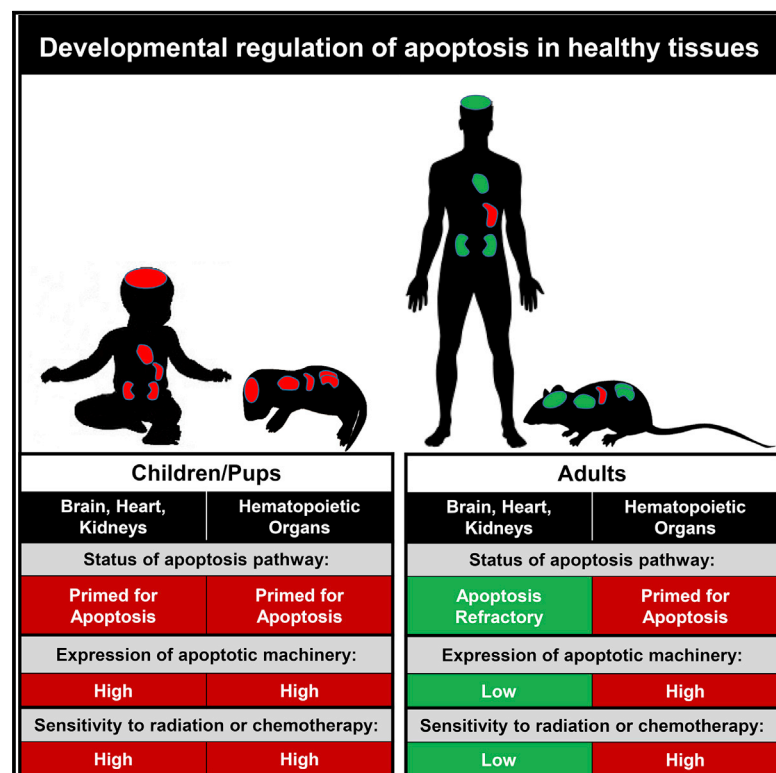 Developmental regulation of apoptosis in healthy tissues
Children/Pups
Brain, Heart,
Kidneys
Hematopoietic
Organs
Status of apoptosis pathway:
Primed for
Apoptosis
Primed for
Apoptosis
Expression of apoptotic machinery:
High
High
Sensitivity to radiation or chemotherapy:
High
High
Adults
Brain, Heart,
Kidneys
Hematopoietic
Organs
Status of apoptosis pathway:
Apoptosis
Refractory
Primed for
Apoptosis
Expression of apoptotic machinery:
Low
High
Sensitivity to radiation or chemotherapy:
Low
High